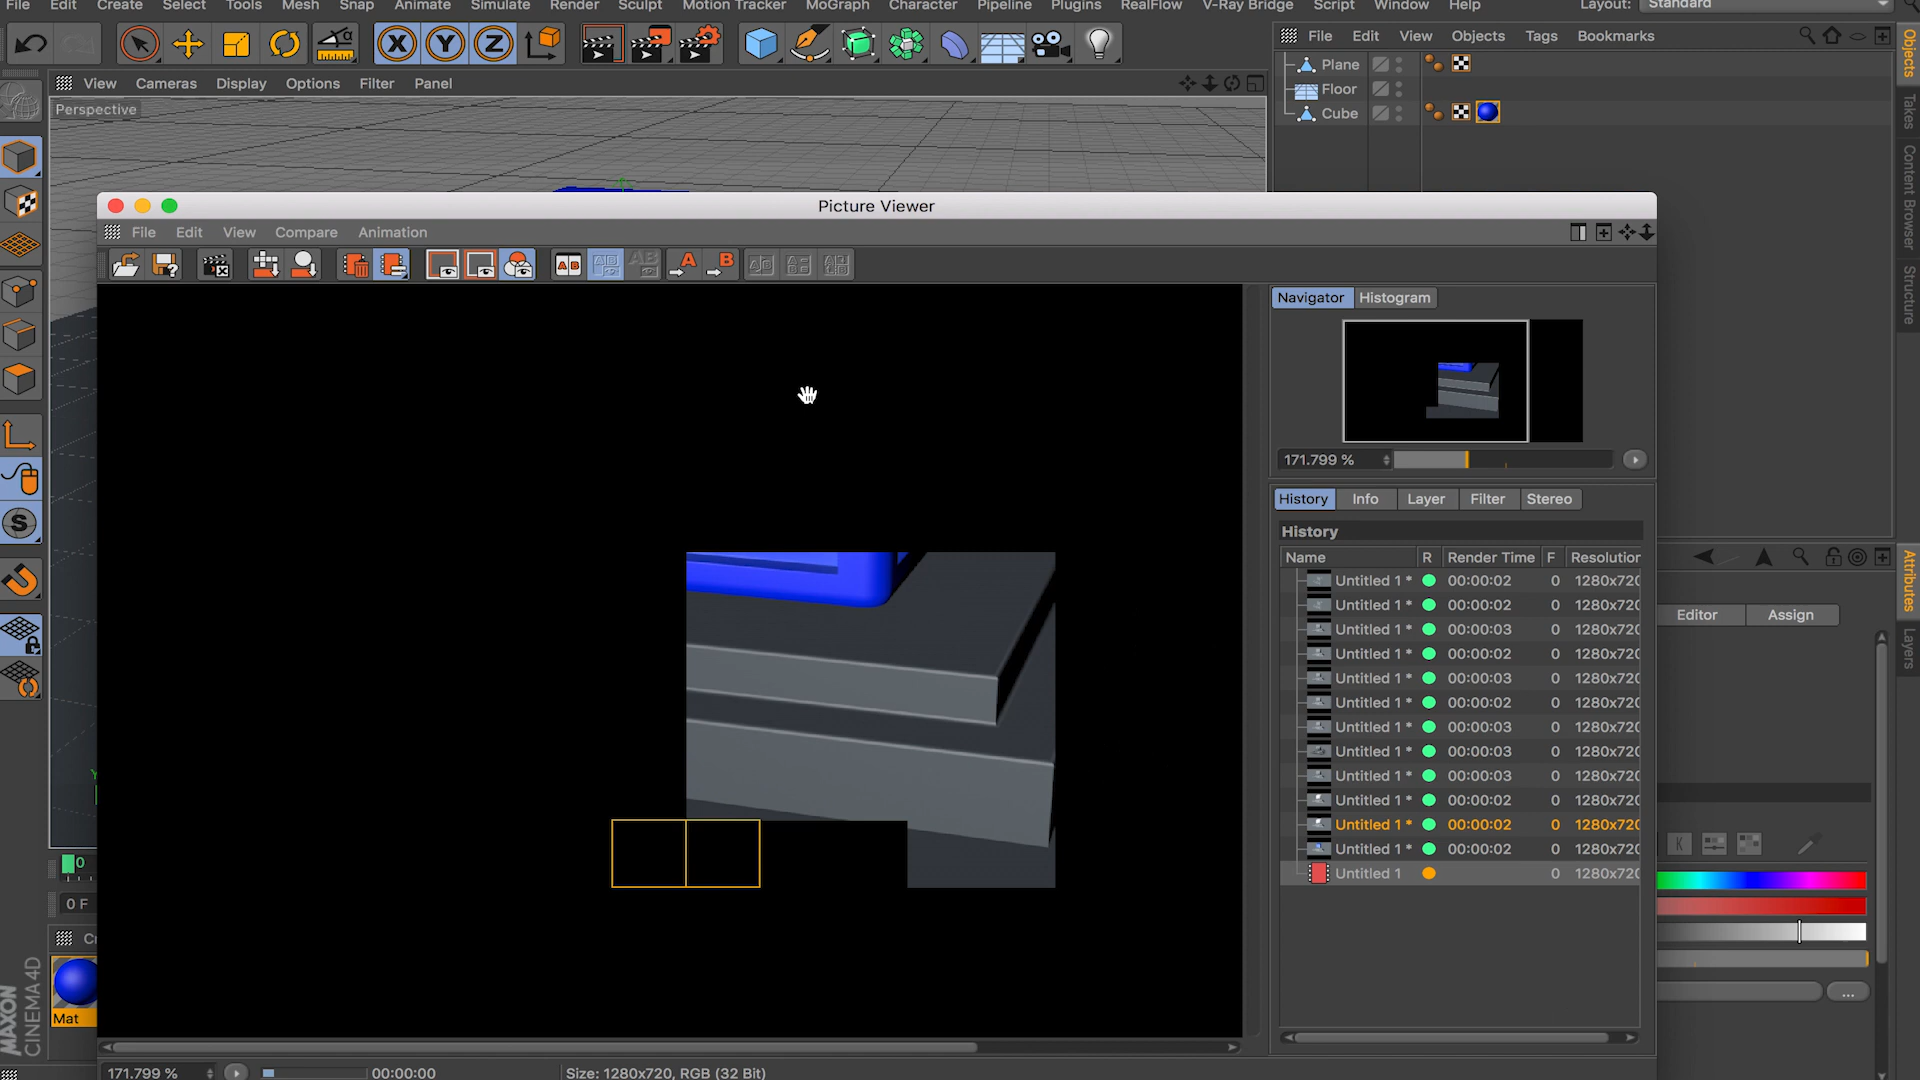 File Edit Create Select Tools Mesh Snap Animate Simulate Render Sculpt Motion Tracker MoGraph Character Pipeline Plugins RealFlow V-Ray Bridge Script Window Help Layout: Standard
X Y Z
File Edit View Objects Tags Bookmarks
Objects
Takes
Content Browser
Structure
Plane
Floor
Cube
View Cameras Display Options Filter Panel
Perspective
Picture Viewer
File Edit View Compare Animation
A B
Navigator Histogram
171.799 %
History Info Layer Filter Stereo
History
Name R Render Time F Resolution
Untitled 1 * 00:00:02 0 1280x720
Untitled 1 * 00:00:02 0 1280x720
Untitled 1 * 00:00:03 0 1280x720
Untitled 1 * 00:00:02 0 1280x720
Untitled 1 * 00:00:03 0 1280x720
Untitled 1 * 00:00:02 0 1280x720
Untitled 1 * 00:00:03 0 1280x720
Untitled 1 * 00:00:03 0 1280x720
Untitled 1 * 00:00:03 0 1280x720
Untitled 1 * 00:00:02 0 1280x720
Untitled 1 * 00:00:02 0 1280x720
Untitled 1 * 00:00:02 0 1280x720
Untitled 1 0 1280x720
Attributes
Layers
Editor Assign
K
...
S
Y
0
0 F
Mat
MAXON
CINEMA4D
171.799 % 00:00:00 Size: 1280x720, RGB (32 Bit)